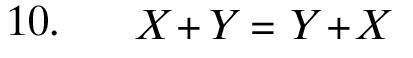 10. X + Y = Y + X